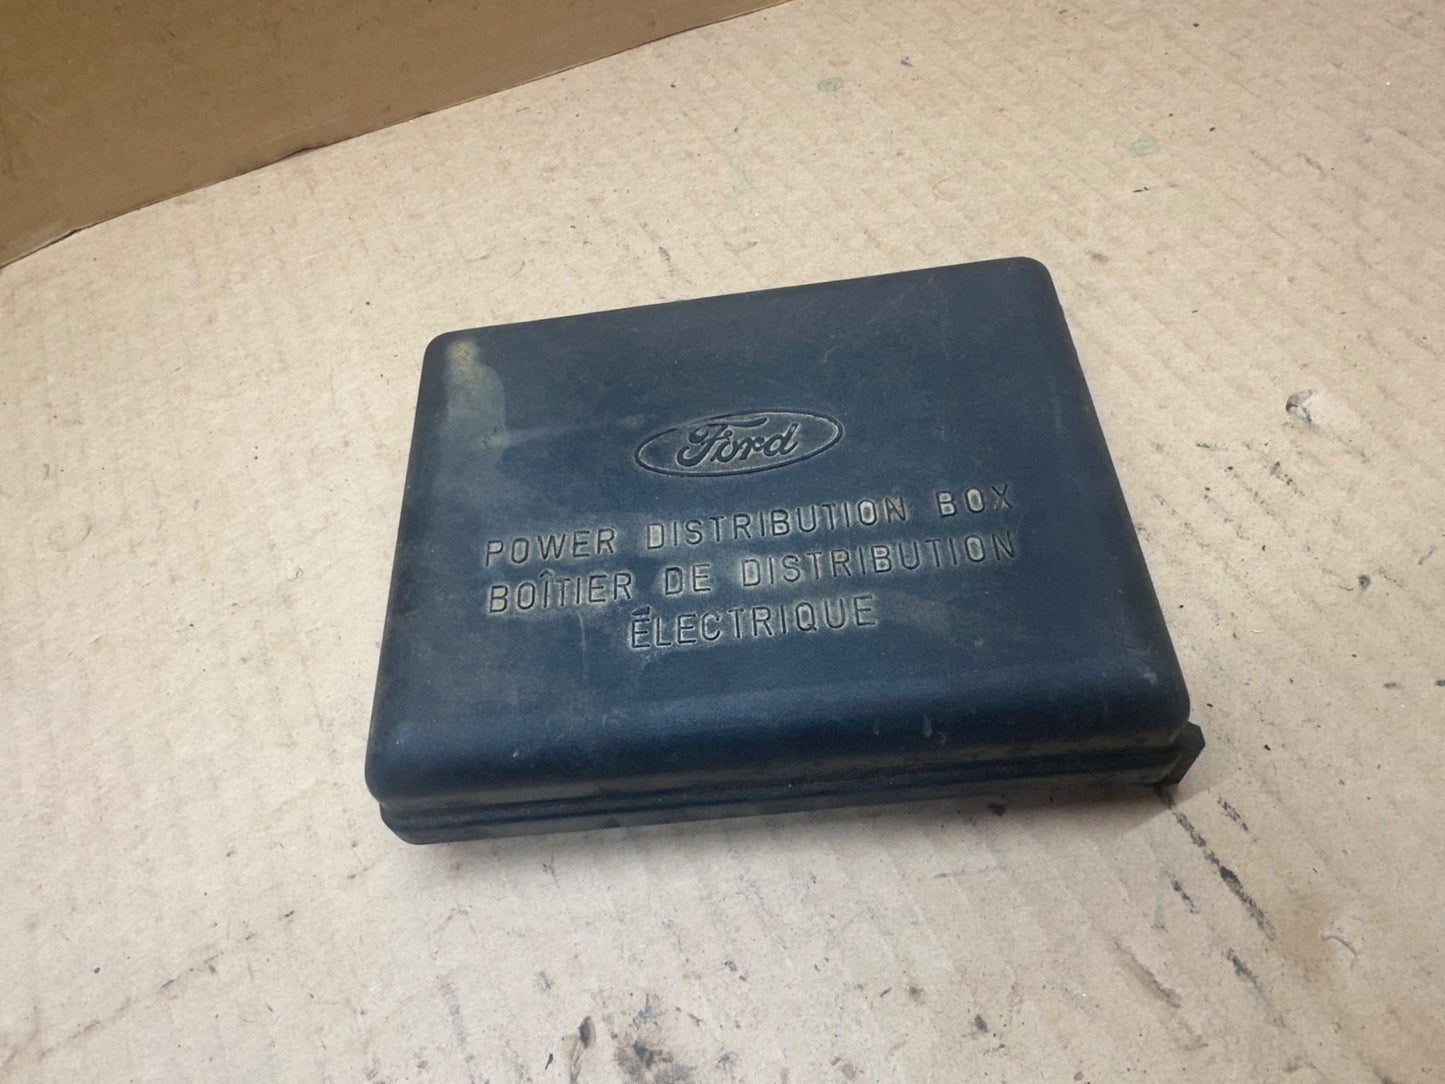 Ford
POWER DISTRIBUTION BOX
BOÎTIER DE DISTRIBUTION
ÉLECTRIQUE